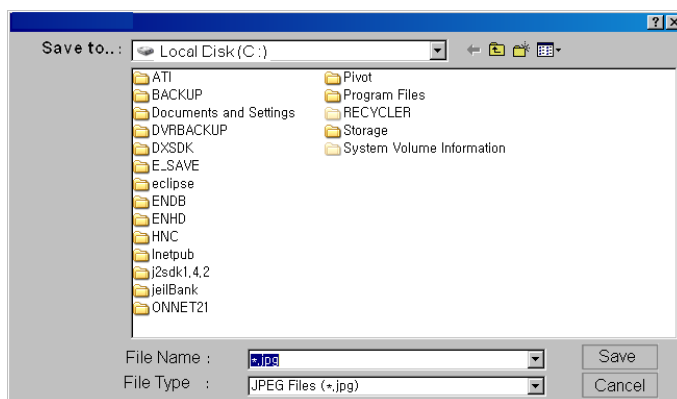 Save to..:
Local Disk (C:)
ATI
BACKUP
Documents and Settings
DVRBACKUP
DXSDK
E_SAVE
eclipse
ENDB
ENHD
HNC
Inetpub
j2sdk1,4,2
jeilBank
ONNET21
Pivot
Program Files
RECYCLER
Storage
System Volume Information
File Name :
*,jpg
Save
File Type :
JPEG Files (*,jpg)
Cancel